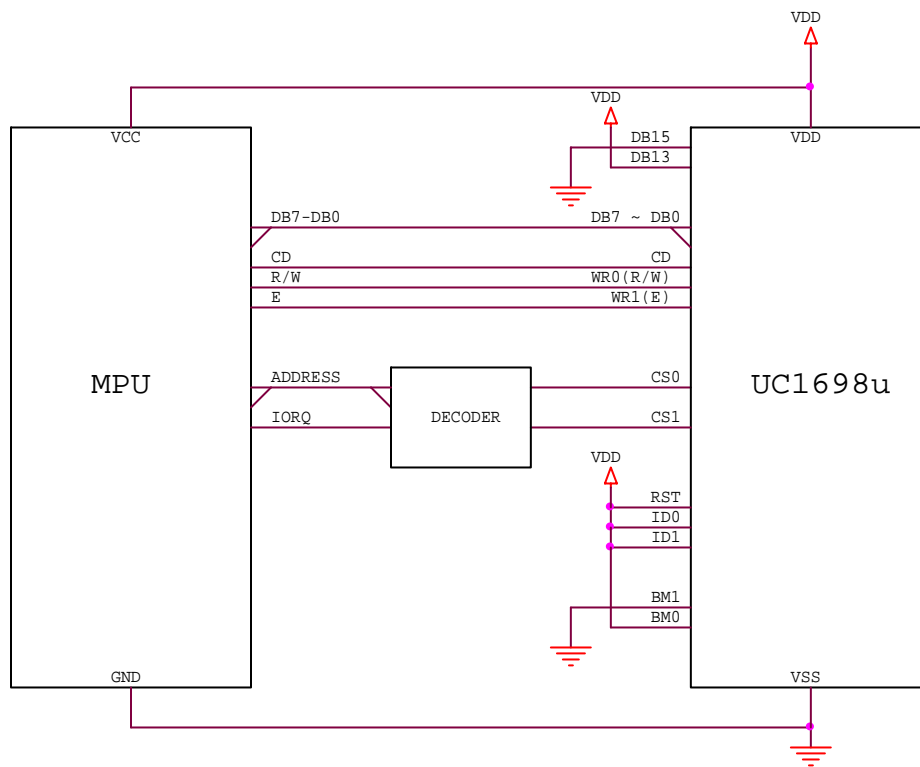 VDD
VCC
VDD
DB15
DB13
VDD
DB7-DB0
DB7 ~ DB0
CD
CD
R/W
WR0(R/W)
E
WR1(E)
MPU
ADDRESS
IORQ
DECODER
CS0
CS1
UC1698u
VDD
RST
ID0
ID1
BM1
BM0
GND
VSS